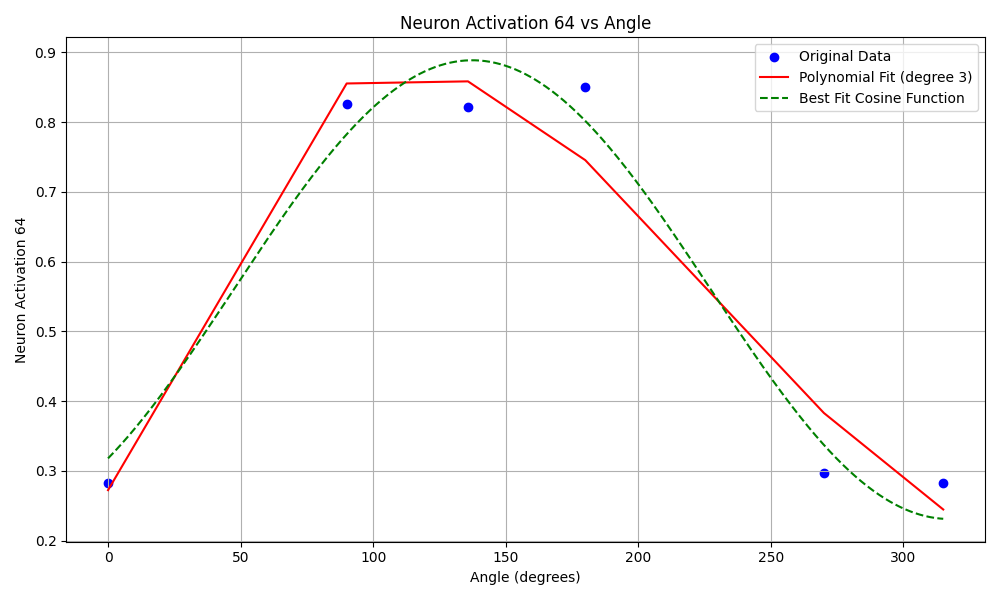 Neuron Activation 64 vs Angle
Original Data
Polynomial Fit (degree 3)
Best Fit Cosine Function
Neuron Activation 64
0.9
0.8
0.7
0.6
0.5
0.4
0.3
0.2
0 50 100 150 200 250 300
Angle (degrees)